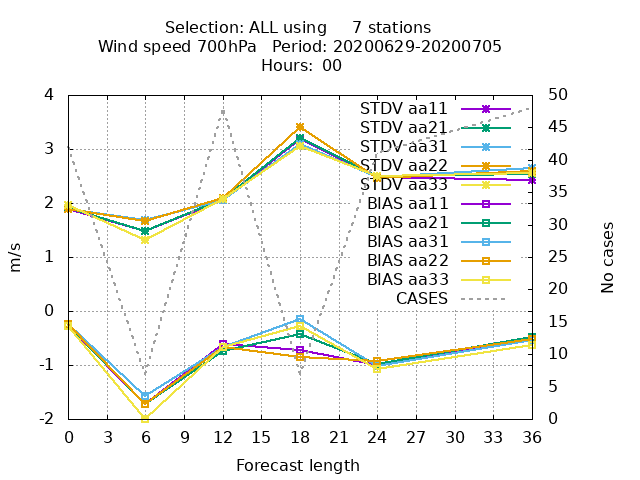 Selection: ALL using 7 stations
Wind speed 700hPa Period: 20200629-20200705
Hours: 00
4
3
2
1
0
-1
-2
m/s
50
45
40
35
30
25
20
15
10
5
0
No cases
STDV aa11
STDV aa21
STDV aa31
STDV aa22
STDV aa33
BIAS aa11
BIAS aa21
BIAS aa31
BIAS aa22
BIAS aa33
CASES
0 3 6 9 12 15 18 21 24 27 30 33 36
Forecast length